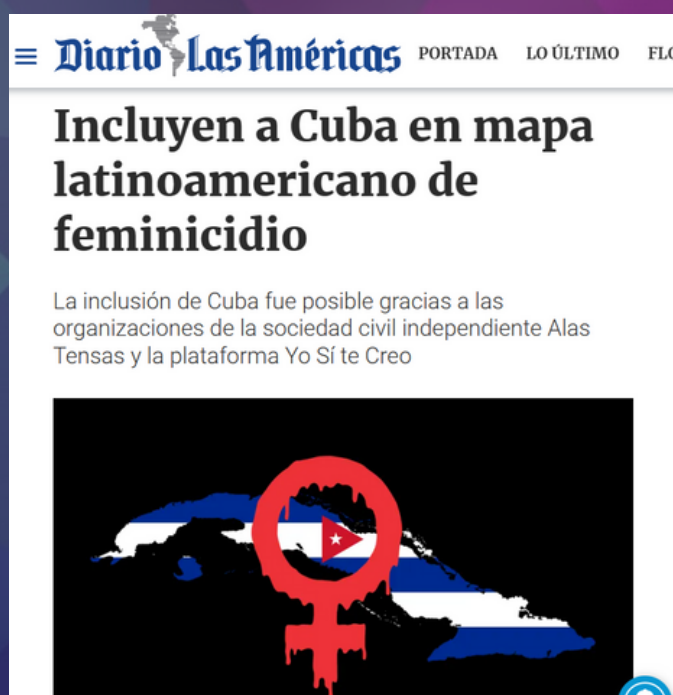 Diario Las Américas PORTADA LO ÚLTIMO
Incluyen a Cuba en mapa
latinoamericano de
feminicidio
La inclusión de Cuba fue posible gracias a las
organizaciones de la sociedad civil independiente Alas
Tensas y la plataforma Yo Sí te Creo